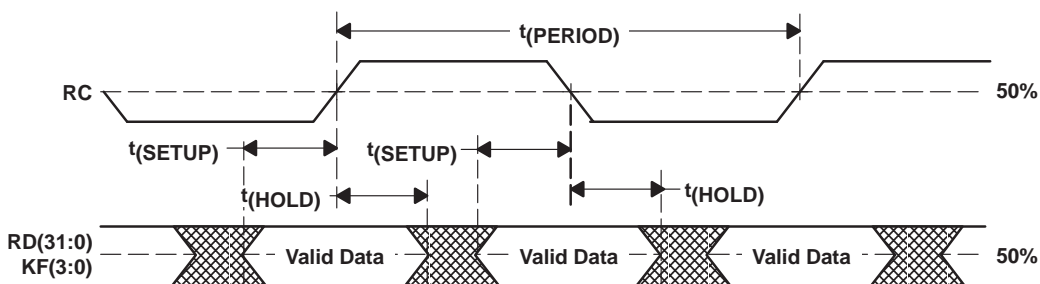 t(PERIOD)
RC
50%
t(SETUP)
t(SETUP)
t(HOLD)
t(HOLD)
RD(31:0)
KF(3:0)
Valid Data
Valid Data
Valid Data
50%